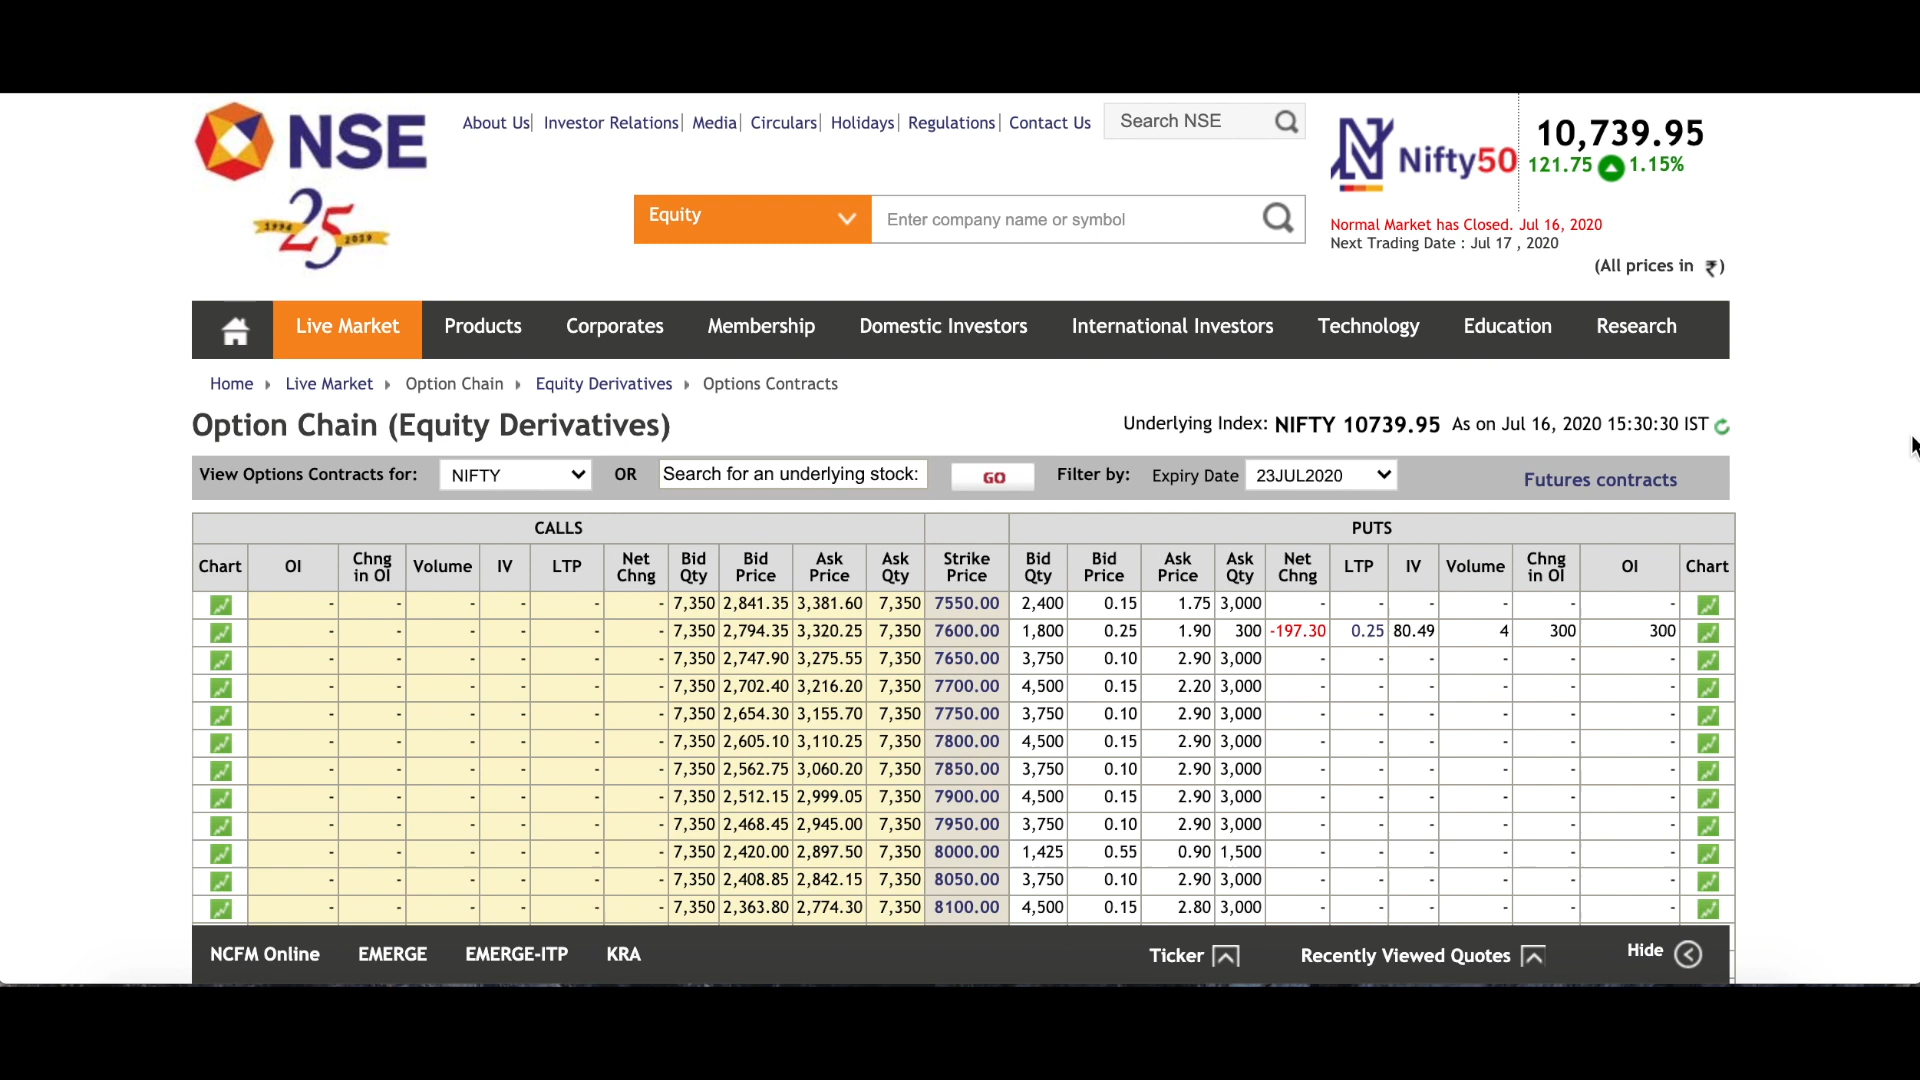 NSE
1994 25 2019
About Us| Investor Relations| Media| Circulars| Holidays| Regulations| Contact Us
Search NSE
Equity
Enter company name or symbol
Nifty50
10,739.95
121.75 1.15%
Normal Market has Closed. Jul 16, 2020
Next Trading Date : Jul 17 , 2020
(All prices in ₹)
Live Market Products Corporates Membership Domestic Investors International Investors Technology Education Research
Home Live Market Option Chain Equity Derivatives Options Contracts
Option Chain (Equity Derivatives)
Underlying Index: NIFTY 10739.95 As on Jul 16, 2020 15:30:30 IST
View Options Contracts for: NIFTY OR Search for an underlying stock: GO Filter by: Expiry Date 23JUL2020 Futures contracts
CALLS PUTS
Chart OI Chng in OI Volume IV LTP Net Chng Bid Qty Bid Price Ask Price Ask Qty Strike Price Bid Qty Bid Price Ask Price Ask Qty Net Chng LTP IV Volume Chng in OI OI Chart
- - - - - - 7,350 2,841.35 3,381.60 7,350 7550.00 2,400 0.15 1.75 3,000 - - - - - -
- - - - - - 7,350 2,794.35 3,320.25 7,350 7600.00 1,800 0.25 1.90 300 -197.30 0.25 80.49 4 300 300
- - - - - - 7,350 2,747.90 3,275.55 7,350 7650.00 3,750 0.10 2.90 3,000 - - - - - -
- - - - - - 7,350 2,702.40 3,216.20 7,350 7700.00 4,500 0.15 2.20 3,000 - - - - - -
- - - - - - 7,350 2,654.30 3,155.70 7,350 7750.00 3,750 0.10 2.90 3,000 - - - - - -
- - - - - - 7,350 2,605.10 3,110.25 7,350 7800.00 4,500 0.15 2.90 3,000 - - - - - -
- - - - - - 7,350 2,562.75 3,060.20 7,350 7850.00 3,750 0.10 2.90 3,000 - - - - - -
- - - - - - 7,350 2,512.15 2,999.05 7,350 7900.00 4,500 0.15 2.90 3,000 - - - - - -
- - - - - - 7,350 2,468.45 2,945.00 7,350 7950.00 3,750 0.10 2.90 3,000 - - - - - -
- - - - - - 7,350 2,420.00 2,897.50 7,350 8000.00 1,425 0.55 0.90 1,500 - - - - - -
- - - - - - 7,350 2,408.85 2,842.15 7,350 8050.00 3,750 0.10 2.90 3,000 - - - - - -
- - - - - - 7,350 2,363.80 2,774.30 7,350 8100.00 4,500 0.15 2.80 3,000 - - - - - -
NCFM Online EMERGE EMERGE-ITP KRA Ticker Recently Viewed Quotes Hide